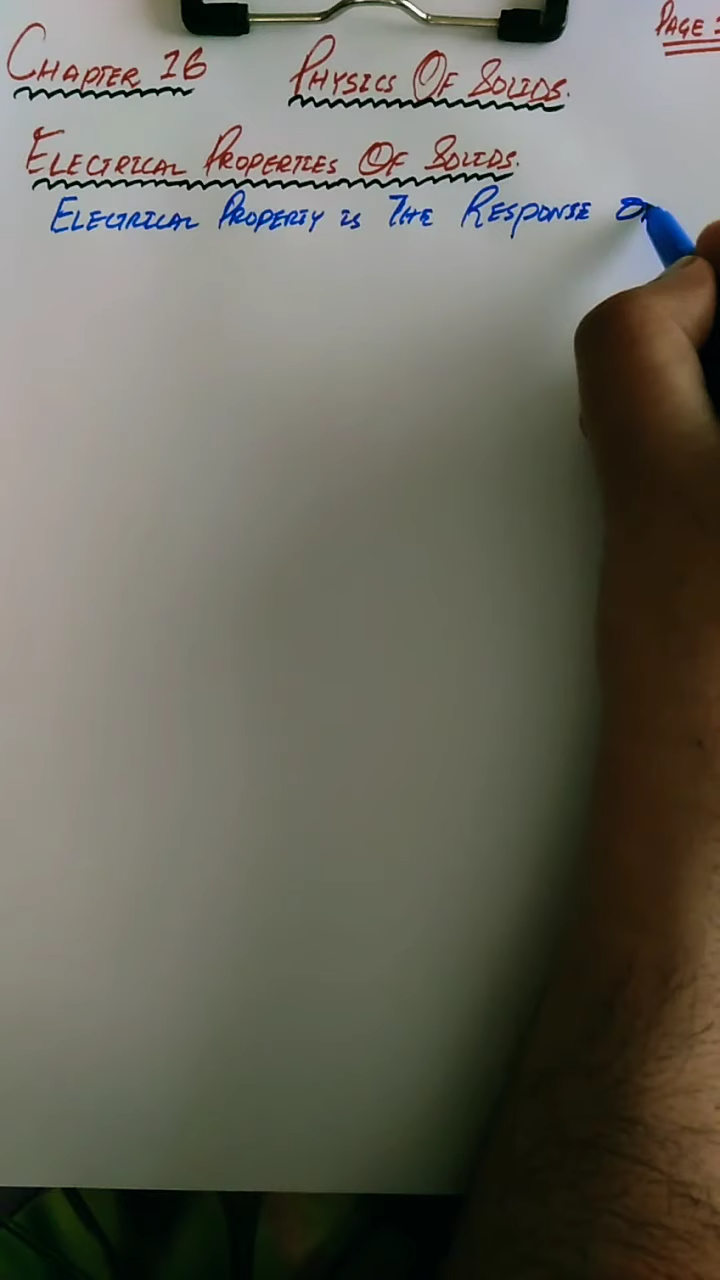 PAGE
CHAPTER 16 PHYSICS OF SOLIDS.
ELECTRICAL PROPERTIES OF SOLIDS.
ELECTRICAL PROPERTY IS THE RESPONSE